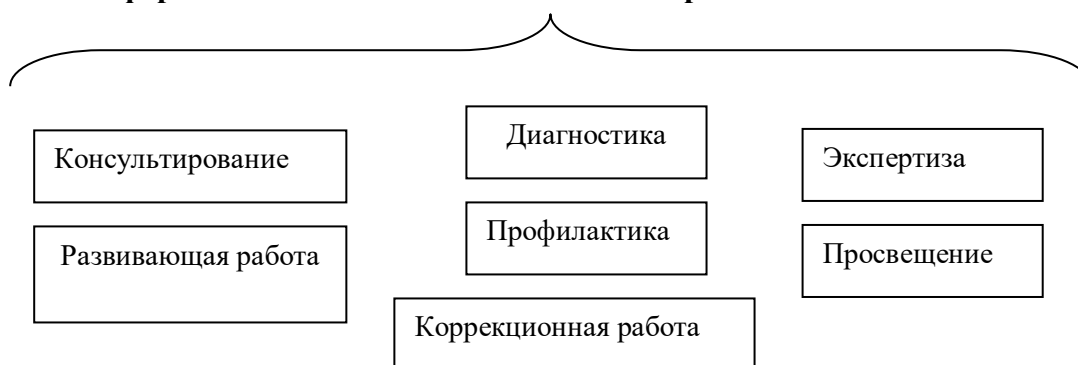 Консультирование
Диагностика
Экспертиза
Развивающая работа
Профилактика
Просвещение
Коррекционная работа